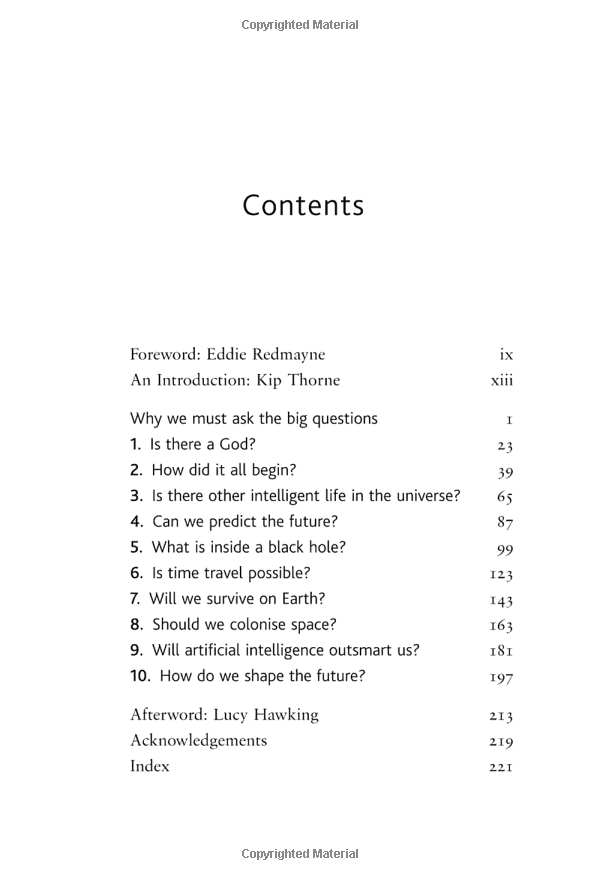 Copyrighted Material
Contents
Foreword: Eddie Redmayne ix
An Introduction: Kip Thorne xiii
Why we must ask the big questions 1
1. Is there a God? 23
2. How did it all begin? 39
3. Is there other intelligent life in the universe? 65
4. Can we predict the future? 87
5. What is inside a black hole? 99
6. Is time travel possible? 123
7. Will we survive on Earth? 143
8. Should we colonise space? 163
9. Will artificial intelligence outsmart us? 181
10. How do we shape the future? 197
Afterword: Lucy Hawking 213
Acknowledgements 219
Index 221
Copyrighted Material